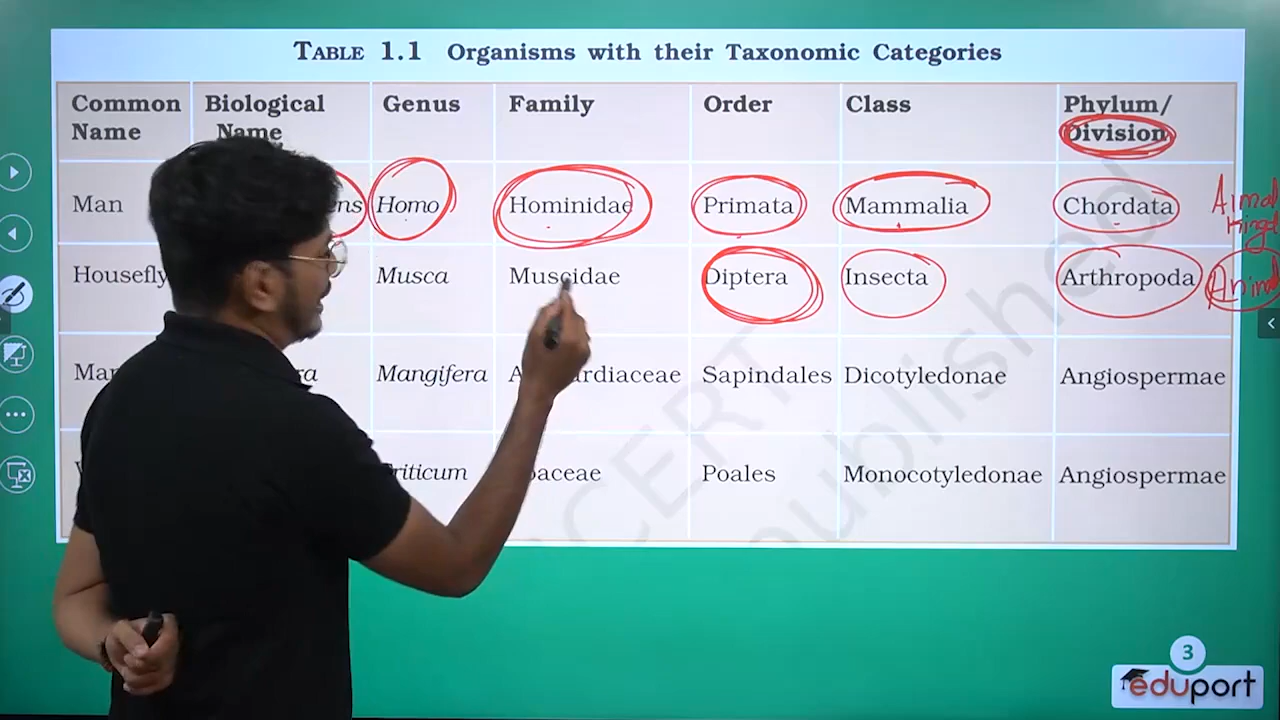 TABLE 1.1 Organisms with their Taxonomic Categories
Common Biological Genus Family Order Class Phylum/
Name Name Division
Man ens Homo Hominidae Primata Mammalia Chordata
Housefly Musca Muscidae Diptera Insecta Arthropoda
Mangifera Sapindales Dicotyledonae Angiospermae
Poales Monocotyledonae Angiospermae
3
eduport